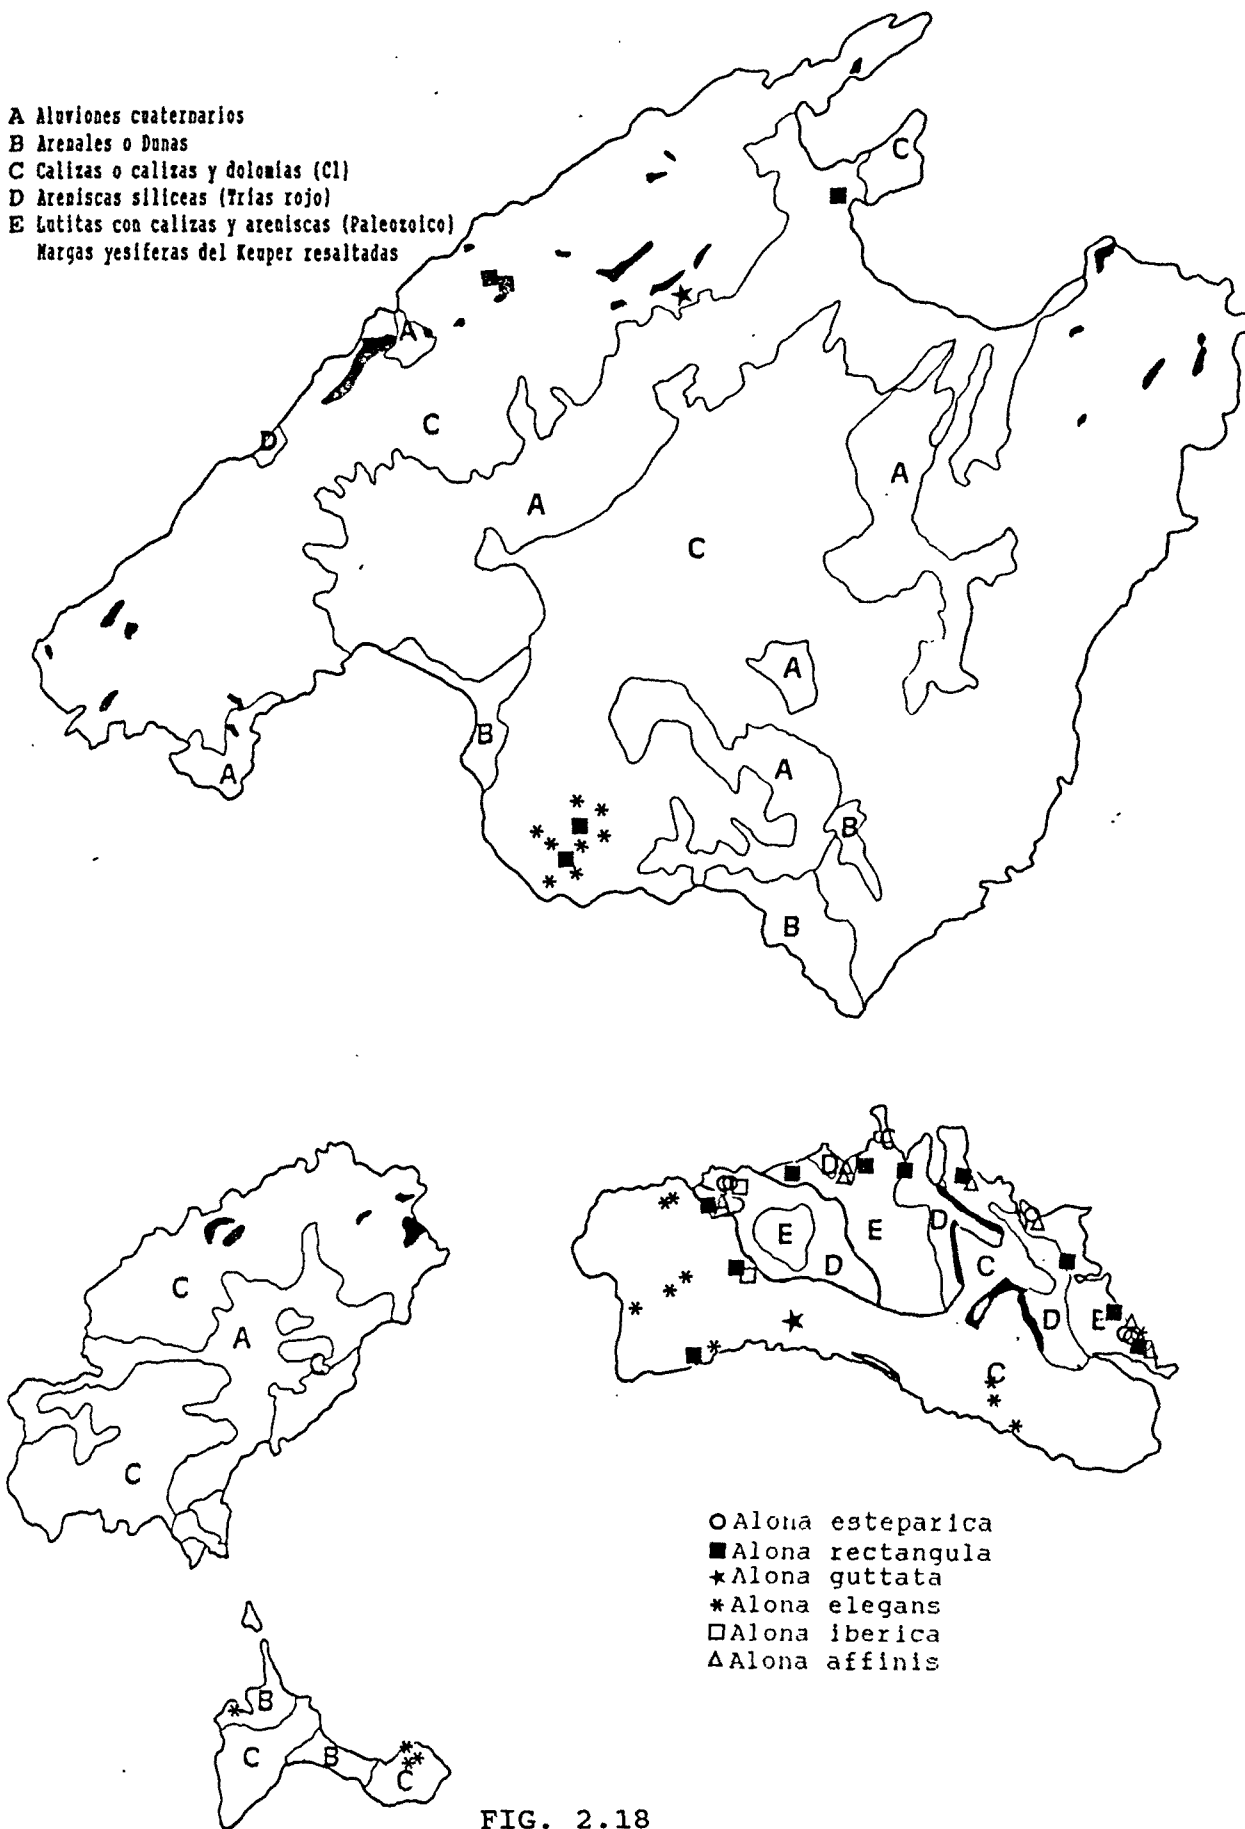 A Aluviones cuaternarios
B Arenales o Dunas
C Calizas o calizas y dolomias (Cl)
D Areniscas siliceas (Trias rojo)
E Lutitas con calizas y areniscas (Paleozoico)
Margas yesiferas del Keuper resaltadas
C
A
D
C
A
A
C
A
B
A
A
B
B
C
A
C
B
C
B
C
D
E
E
D
D
C
D
E
C
Alona esteparica
Alona rectangula
Alona guttata
Alona elegans
Alona iberica
Alona affinis
FIG. 2.18